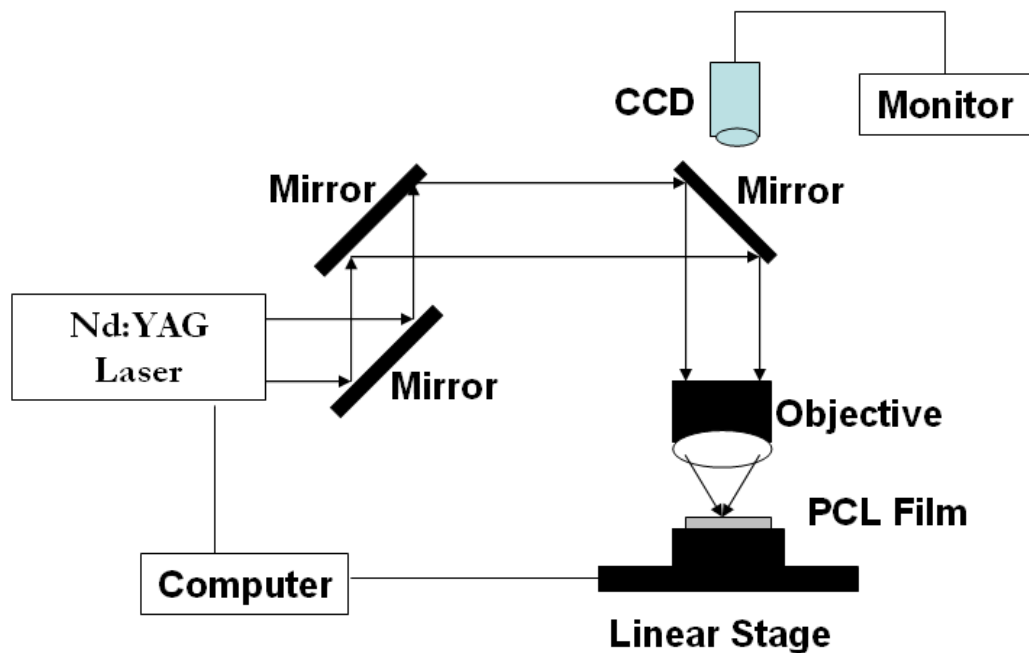 CCD
Monitor
Mirror
Mirror
Nd:YAG
Laser
Mirror
Objective
PCL Film
Computer
Linear Stage